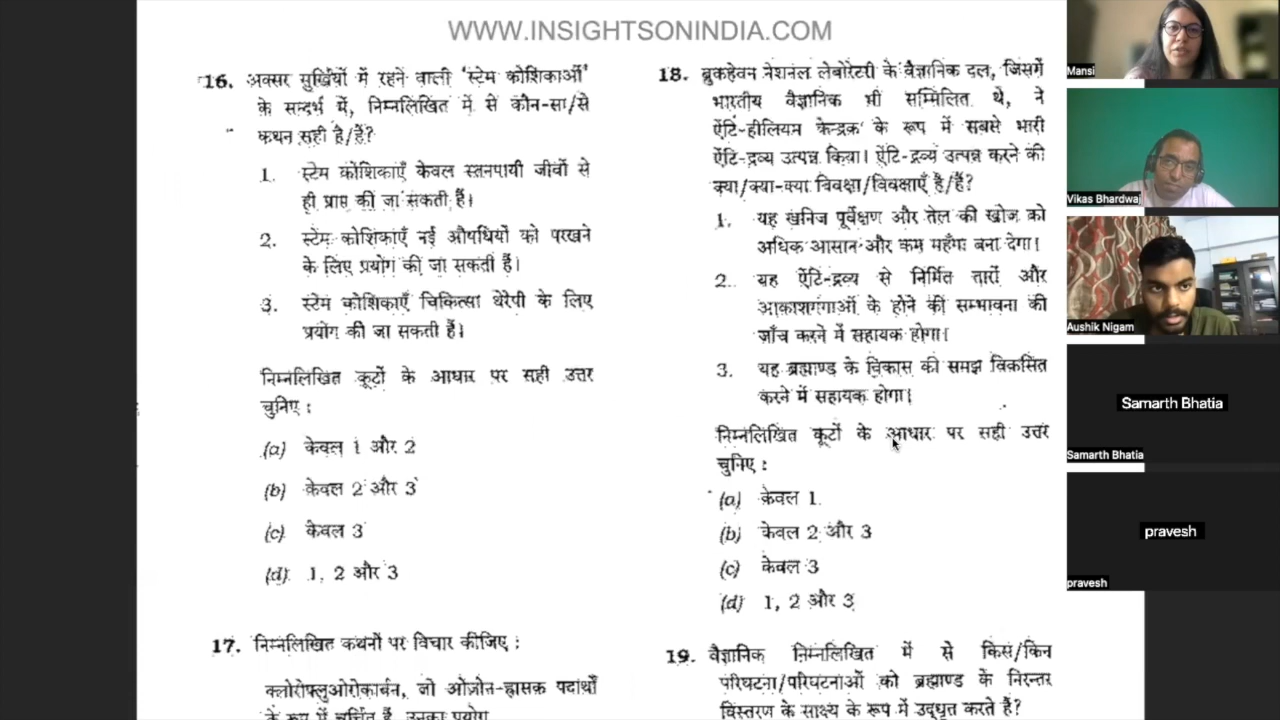 WWW.INSIGHTSONINDIA.COM
16. अक्सर सुर्खियों में रहने वाली 'स्टेम कोशिकाओं'
के सन्दर्भ में, निम्नलिखित में से कौन-सा/से
कथन सही है/हैं?
1. स्टेम कोशिकाएँ केवल स्तनपायी जीवों से
ही प्राप्त की जा सकती हैं।
2. स्टेम कोशिकाएँ नई औषधियों को परखने
के लिए प्रयोग की जा सकती हैं।
3. स्टेम कोशिकाएँ चिकित्सा थेरेपी के लिए
प्रयोग की जा सकती हैं।
निम्नलिखित कूटों के आधार पर सही उत्तर
चुनिए :
(a) केवल 1 और 2
(b) केवल 2 और 3
(c) केवल 3
(d) 1, 2 और 3
17. निम्नलिखित कथनों पर विचार कीजिए :
क्लोरोफ्लुओरोकार्बन, जो ओज़ोन-ह्रासक पदार्थों
के रूप में चर्चित हैं, उनका प्रयोग
18. ब्रुकहेवन नेशनल लेबोरेटरी के वैज्ञानिक दल, जिसमें
भारतीय वैज्ञानिक भी सम्मिलित थे, ने
ऐंटि-हीलियम केन्द्रक के रूप में सबसे भारी
ऐंटि-द्रव्य उत्पन्न किया। ऐंटि-द्रव्य उत्पन्न करने की
क्या/क्या-क्या विवक्षा/विवक्षाएँ है/हैं?
1. यह खनिज पूर्वेक्षण और तेल की खोज को
अधिक आसान और कम महँगा बना देगा।
2. यह ऐंटि-द्रव्य से निर्मित तारों और
आकाशगंगाओं के होने की सम्भावना की
जाँच करने में सहायक होगा।
3. यह ब्रह्माण्ड के विकास की समझ विकसित
करने में सहायक होगा।
निम्नलिखित कूटों के आधार पर सही उत्तर
चुनिए :
(a) केवल 1
(b) केवल 2 और 3
(c) केवल 3
(d) 1, 2 और 3
19. वैज्ञानिक निम्नलिखित में से किस/किन
परिघटना/परिघटनाओं को ब्रह्माण्ड के निरन्तर
विस्तरण के साक्ष्य के रूप में उद्धृत करते हैं?
Mansi
Vikas Bhardwaj
Aushik Nigam
Samarth Bhatia
Samarth Bhatia
pravesh
pravesh